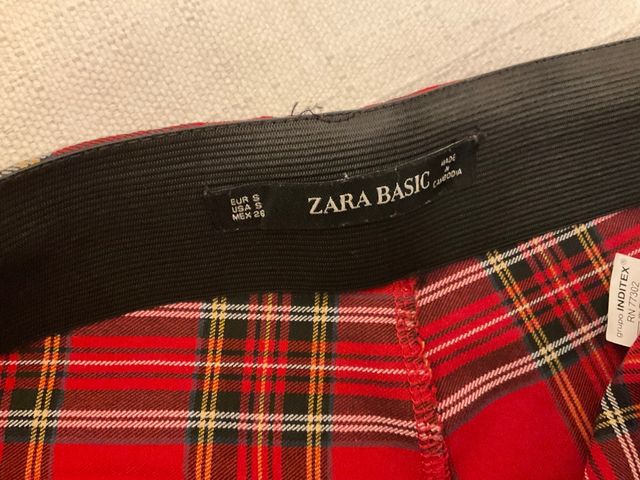 EUR S
USA S
MEX 26
ZARA BASIC
MADE
IN
CAMBODIA
grupo INDITEX®
RN 77302